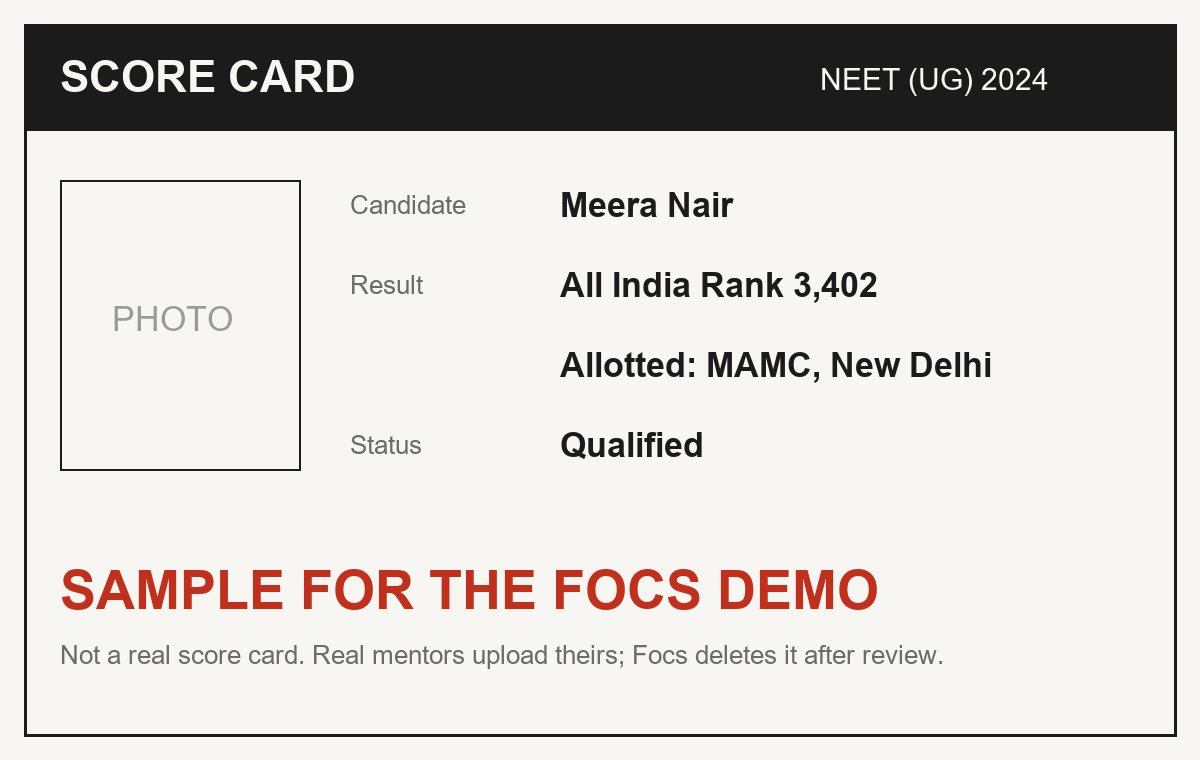 SCORE CARD
NEET (UG) 2024
PHOTO
Candidate Meera Nair
Result All India Rank 3,402
Allotted: MAMC, New Delhi
Status Qualified
SAMPLE FOR THE FOCS DEMO
Not a real score card. Real mentors upload theirs; Focs deletes it after review.